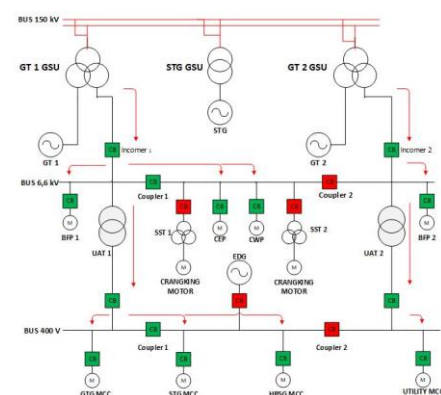 BUS 150 kV
GT 1 GSU
STG GSU
GT 2 GSU
STG
GT 1
GT 2
CB
Incomer 1
CB
Incomer 2
BUS 6,6 kV
CB
Coupler 1
CB
Coupler 2
CB
CB
CB
CB
CB
CB
M
BFP 1
SST 1
CEP
M
CWP
M
SST 2
M
BFP 2
UAT 1
EDG
UAT 2
M
CRANGKING
MOTOR
M
CRANGKING
MOTOR
CB
CB
CB
BUS 400 V
CB
Coupler 1
CB
Coupler 2
CB
CB
CB
CB
M
GTG MCC
M
STG MCC
M
HRSG MCC
M
UTILITY MCC